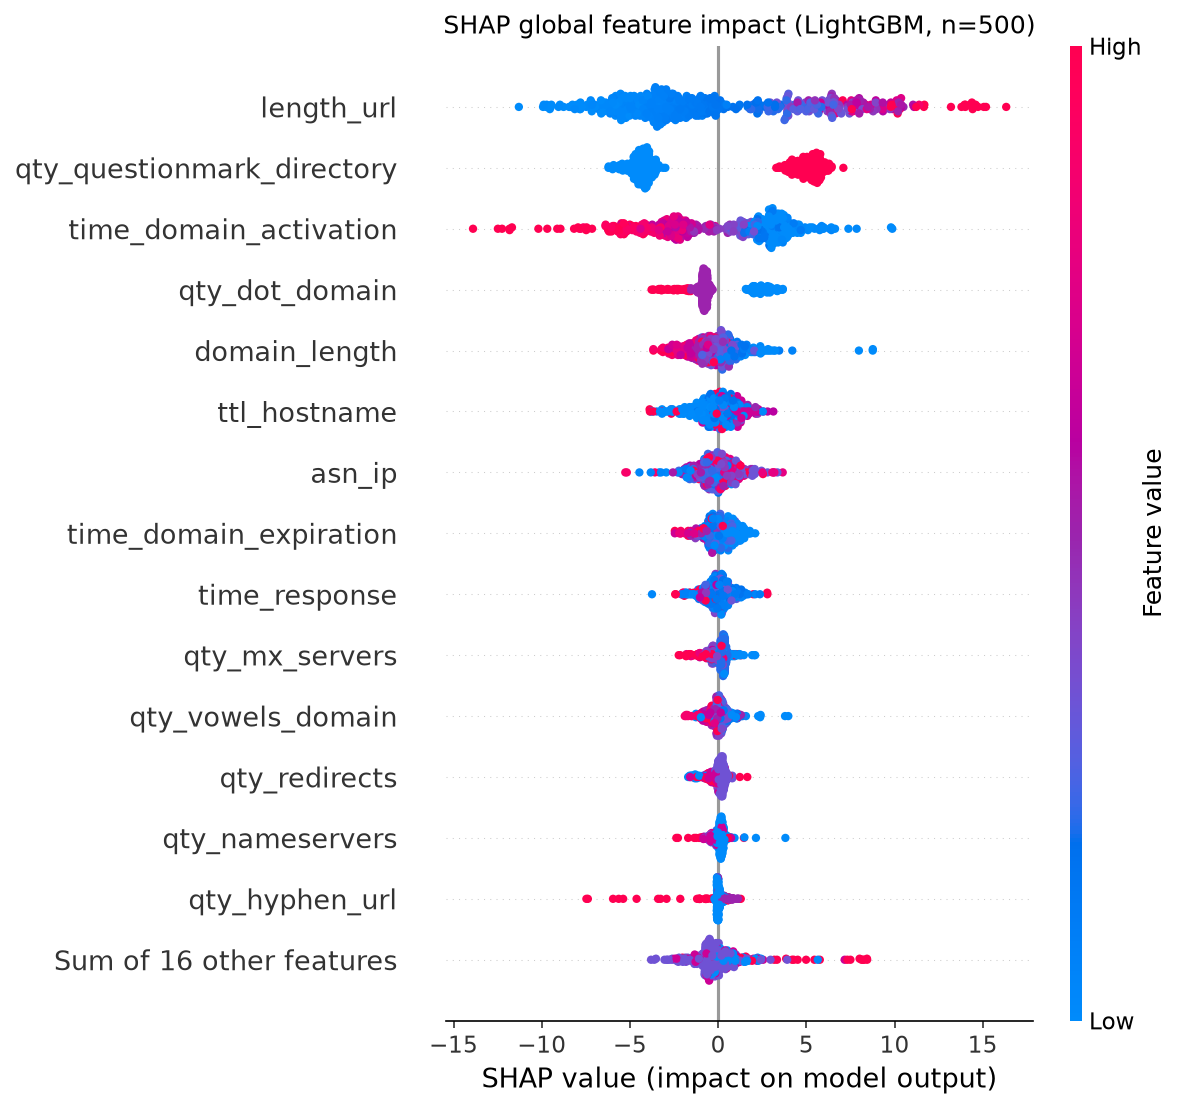 SHAP global feature impact (LightGBM, n=500)
High
length_url
qty_questionmark_directory
time_domain_activation
qty_dot_domain
domain_length
ttl_hostname
asn_ip
time_domain_expiration
time_response
qty_mx_servers
qty_vowels_domain
qty_redirects
qty_nameservers
qty_hyphen_url
Sum of 16 other features
Feature value
Low
−15 −10 −5 0 5 10 15
SHAP value (impact on model output)